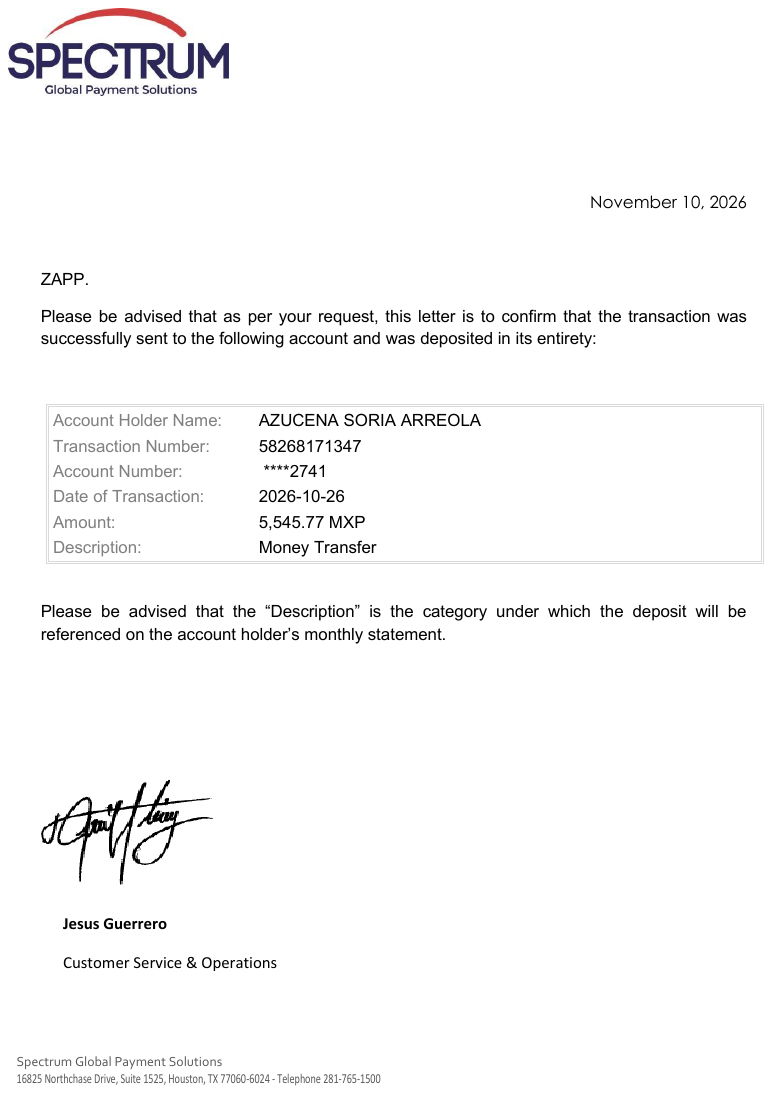 SPECTRUM
Global Payment Solutions
November 10, 2026
ZAPP.
Please be advised that as per your request, this letter is to confirm that the transaction was
successfully sent to the following account and was deposited in its entirety:
Account Holder Name: AZUCENA SORIA ARREOLA
Transaction Number: 58268171347
Account Number: ****2741
Date of Transaction: 2026-10-26
Amount: 5,545.77 MXP
Description: Money Transfer
Please be advised that the “Description” is the category under which the deposit will be
referenced on the account holder’s monthly statement.
Jesus Guerrero
Customer Service & Operations
Spectrum Global Payment Solutions
16825 Northchase Drive, Suite 1525, Houston, TX 77060-6024 - Telephone 281-765-1500